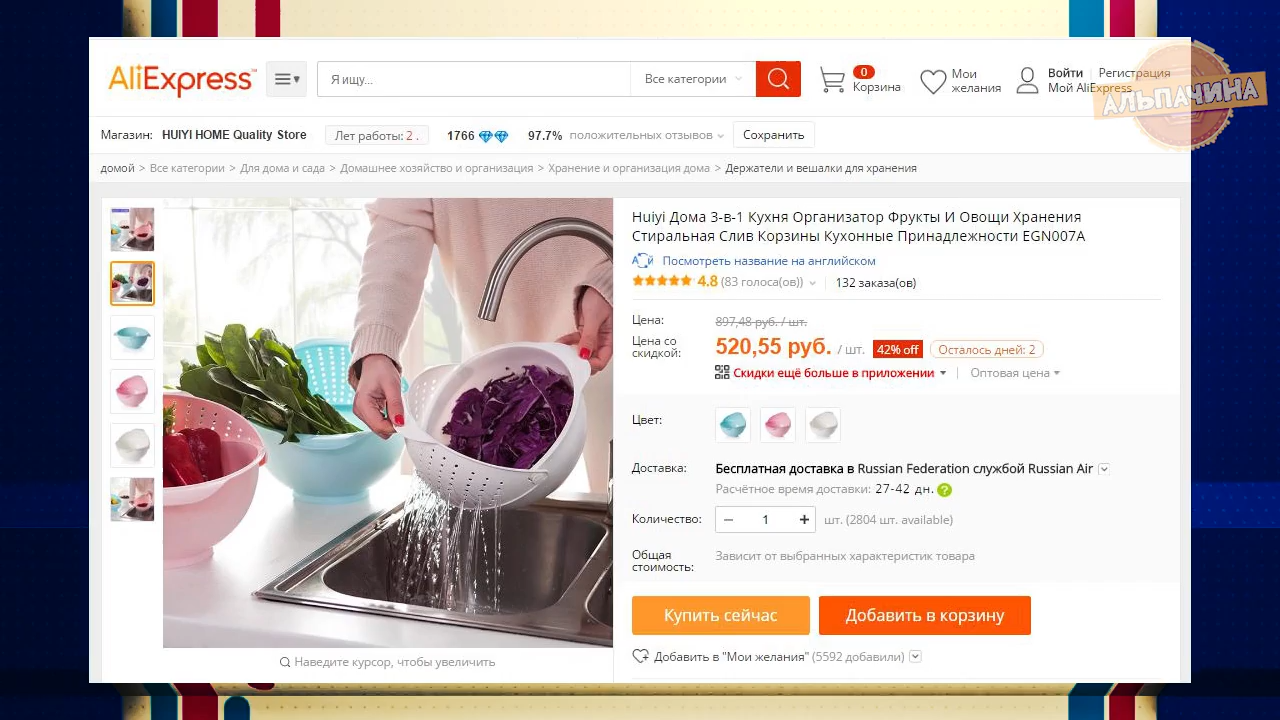 АЛЬПАЧИНА
AliExpress™
Я ищу...
Все категории
0
Корзина
Мои желания
Войти | Регистрация
Мой AliExpress
Магазин: HUIYI HOME Quality Store
Лет работы: 2 .
1766
97.7% положительных отзывов
Сохранить
домой > Все категории > Для дома и сада > Домашнее хозяйство и организация > Хранение и организация дома > Держатели и вешалки для хранения
Huiyi Дома 3-в-1 Кухня Организатор Фрукты И Овощи Хранения
Стиральная Слив Корзины Кухонные Принадлежности EGN007A
Посмотреть название на английском
4.8 (83 голоса(ов)) 132 заказа(ов)
Цена: 897,48 руб. / шт.
Цена со скидкой: 520,55 руб. / шт. 42% off Осталось дней: 2
Скидки ещё больше в приложении | Оптовая цена
Цвет:
Доставка: Бесплатная доставка в Russian Federation службой Russian Air
Расчётное время доставки: 27-42 дн. ?
Количество: − 1 + шт. (2804 шт. available)
Общая стоимость: Зависит от выбранных характеристик товара
Купить сейчас
Добавить в корзину
Добавить в "Мои желания" (5592 добавили)
Наведите курсор, чтобы увеличить